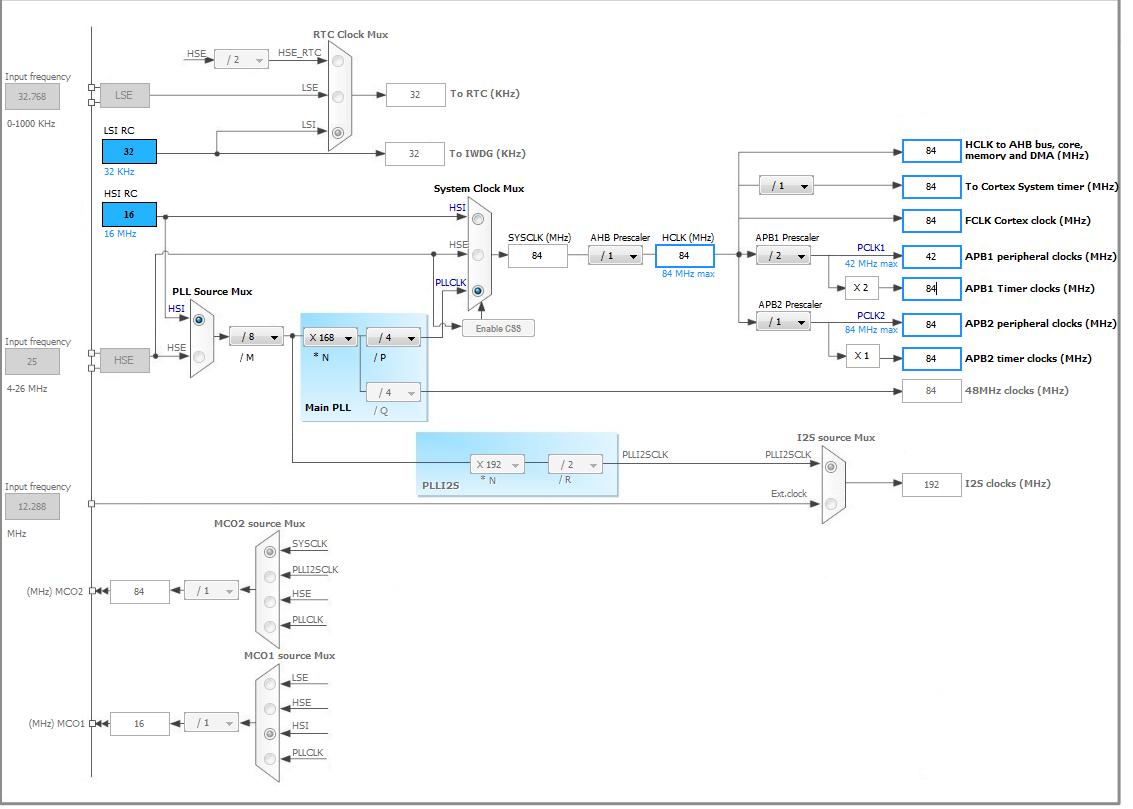 RTC Clock Mux
HSE
/ 2
HSE_RTC
Input frequency
32.768
0-1000 KHz
LSE
LSE
32
To RTC (KHz)
LSI RC
LSI
32
32 KHz
32
To IWDG (KHz)
HSI RC
16
16 MHz
System Clock Mux
HSI
HSE
PLLCLK
SYSCLK (MHz)
84
AHB Prescaler
/ 1
HCLK (MHz)
84
84 MHz max
84
HCLK to AHB bus, core,
memory and DMA (MHz)
/ 1
84
To Cortex System timer (MHz)
84
FCLK Cortex clock (MHz)
APB1 Prescaler
/ 2
PCLK1
42 MHz max
42
APB1 peripheral clocks (MHz)
X 2
84
APB1 Timer clocks (MHz)
APB2 Prescaler
/ 1
PCLK2
84 MHz max
84
APB2 peripheral clocks (MHz)
X 1
84
APB2 timer clocks (MHz)
84
48MHz clocks (MHz)
PLL Source Mux
HSI
HSE
/ 8
/ M
Enable CSS
Input frequency
25
4-26 MHz
HSE
X 168
* N
/ 4
/ P
/ 4
/ Q
Main PLL
X 192
* N
/ 2
/ R
PLLI2S
PLLI2SCLK
I2S source Mux
PLLI2SCLK
Ext.clock
192
I2S clocks (MHz)
Input frequency
12.288
MHz
MCO2 source Mux
SYSCLK
PLLI2SCLK
HSE
PLLCLK
(MHz) MCO2
84
/ 1
MCO1 source Mux
LSE
HSE
HSI
PLLCLK
(MHz) MCO1
16
/ 1